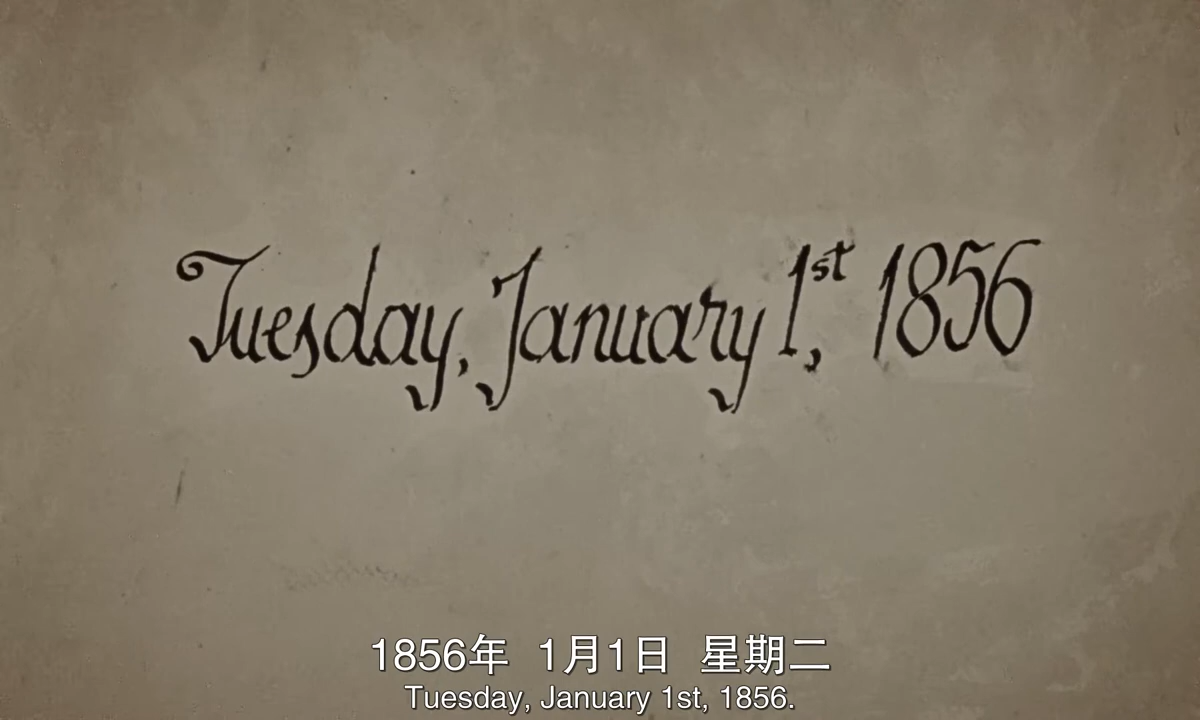 Tuesday, January 1st, 1856
1856年 1月1日 星期二
Tuesday, January 1st, 1856.